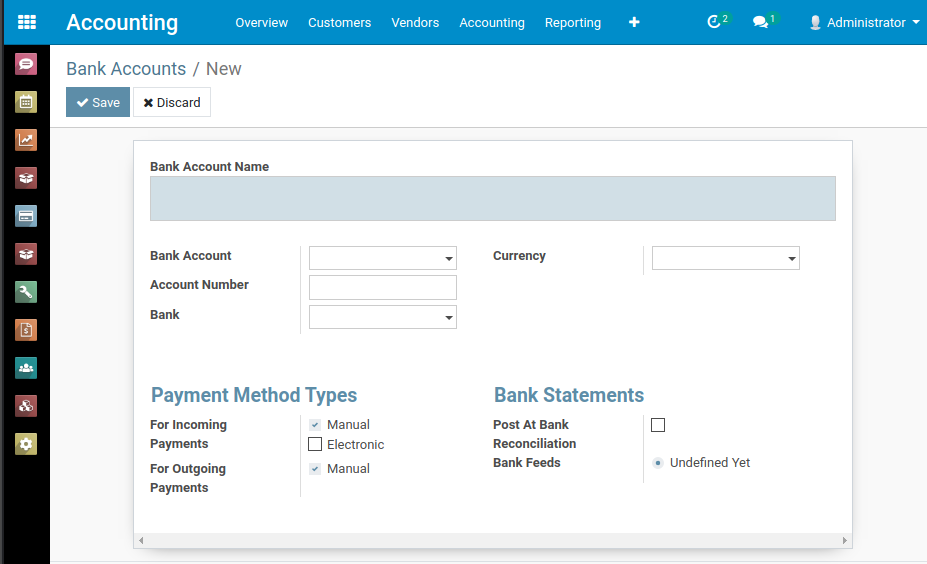 Accounting Overview Customers Vendors Accounting Reporting + 2 1 Administrator
Bank Accounts / New
Save Discard
Bank Account Name
Bank Account Currency
Account Number
Bank
Payment Method Types Bank Statements
For Incoming Manual Post At Bank
Payments Electronic Reconciliation
For Outgoing Manual Bank Feeds Undefined Yet
Payments